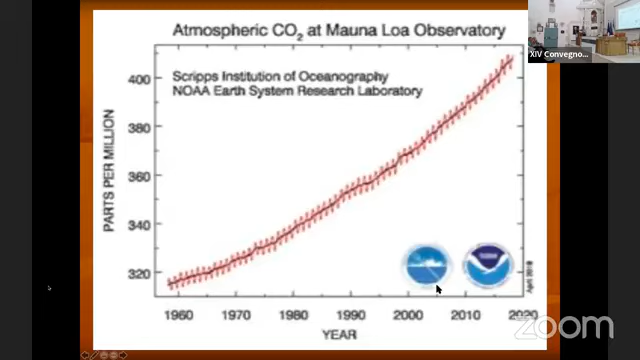 Atmospheric CO2 at Mauna Loa Observatory
XIV Convegno...
Scripps Institution of Oceanography
NOAA Earth System Research Laboratory
PARTS PER MILLION
400
380
360
340
320
1960
1970
1980
1990
2000
2010
2020
YEAR
April 2018
zoom